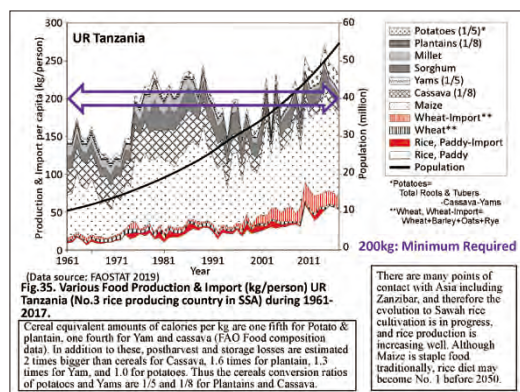 UR Tanzania
Production & Import per capita (kg/person)
300
250
200
150
100
50
0
60
50
40
30
20
10
0
Population (million)
1961
1971
1981
1991
2001
2011
Year
Potatoes (1/5)*
Plantains (1/8)
Millet
Sorghum
Yams (1/5)
Cassava (1/8)
Maize
Wheat-Import**
Wheat**
Rice, Paddy-Import
Rice, Paddy
Population
*Potatoes=
Total Roots & Tubers
-Cassava-Yams
**Wheat, Wheat-Import=
Wheat+Barley+Oats+Rye
200kg: Minimum Required
(Data source: FAOSTAT 2019)
Fig.35. Various Food Production & Import (kg/person) UR
Tanzania (No.3 rice producing country in SSA) during 1961-
2017.
Cereal equivalent amounts of calories per kg are one fifth for Potato &
plantain, one fourth for Yam and cassava (FAO Food composition
data). In addition to these, postharvest and storage losses are estimated
2 times bigger than cereals for Cassava, 1.6 times for plantain, 1.3
times for Yam, and 1.0 for potatoes. Thus the cereals conversion ratios
of potatoes and Yams are 1/5 and 1/8 for Plantains and Cassava.
There are many points of
contact with Asia including
Zanzibar, and therefore the
evolution to Sawah rice
cultivation is in progress,
and rice production is
increasing well. Although
Maize is staple food
traditionally, rice diet may
become No. 1 before 2050.